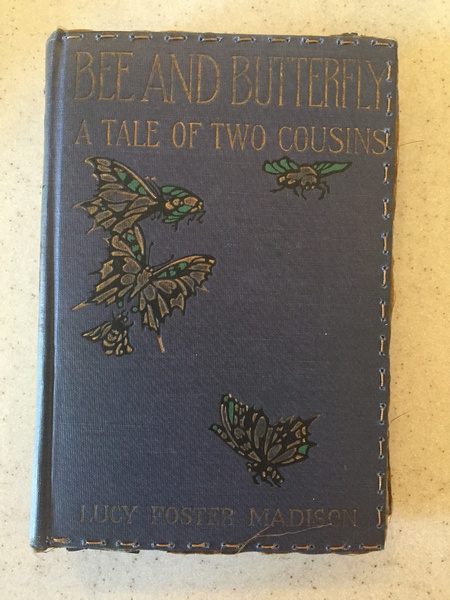 BEE AND BUTTERFLY
A TALE OF TWO COUSINS
LUCY FOSTER MADISON